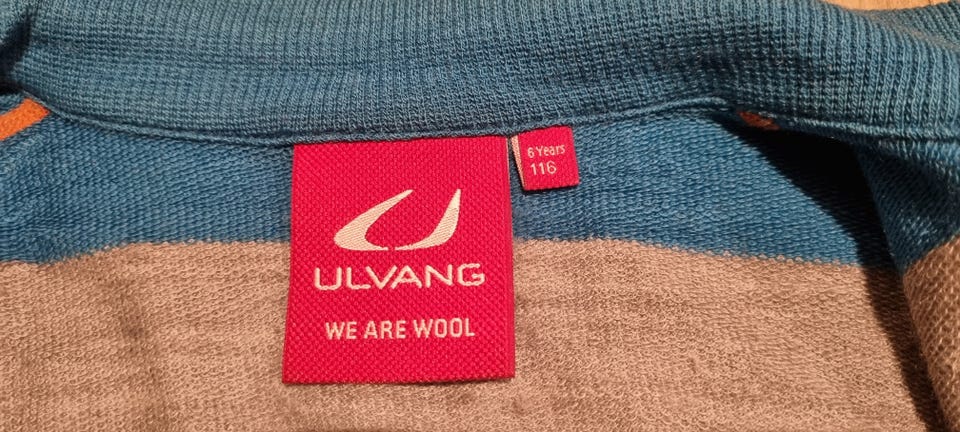 6 Years
116
ULVANG
WE ARE WOOL